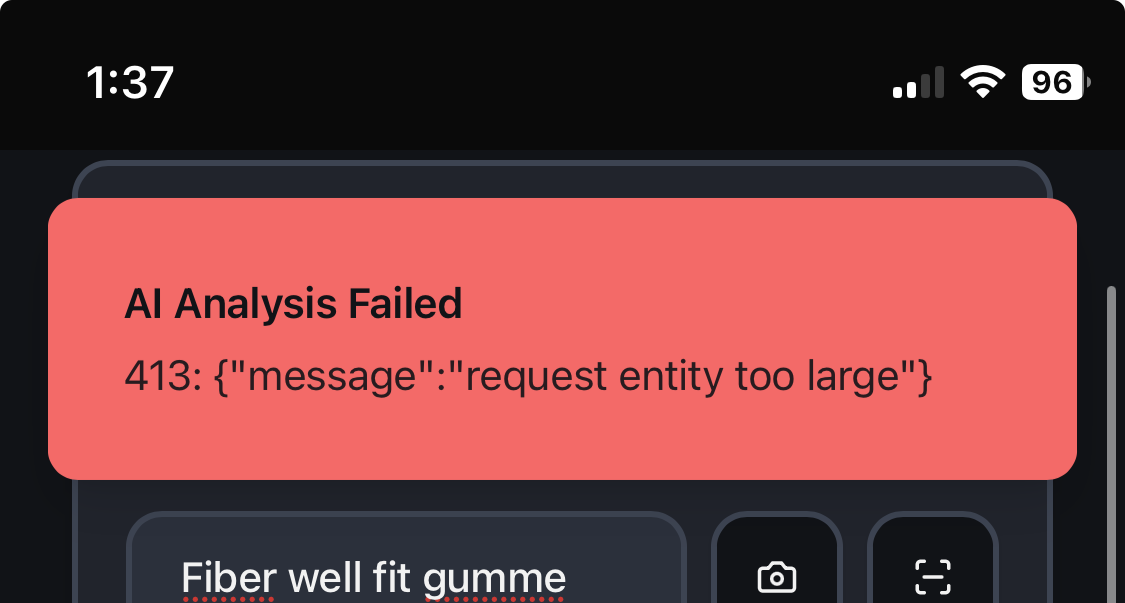 1:37
96
AI Analysis Failed
413: {"message":"request entity too large"}
Fiber well fit gumme